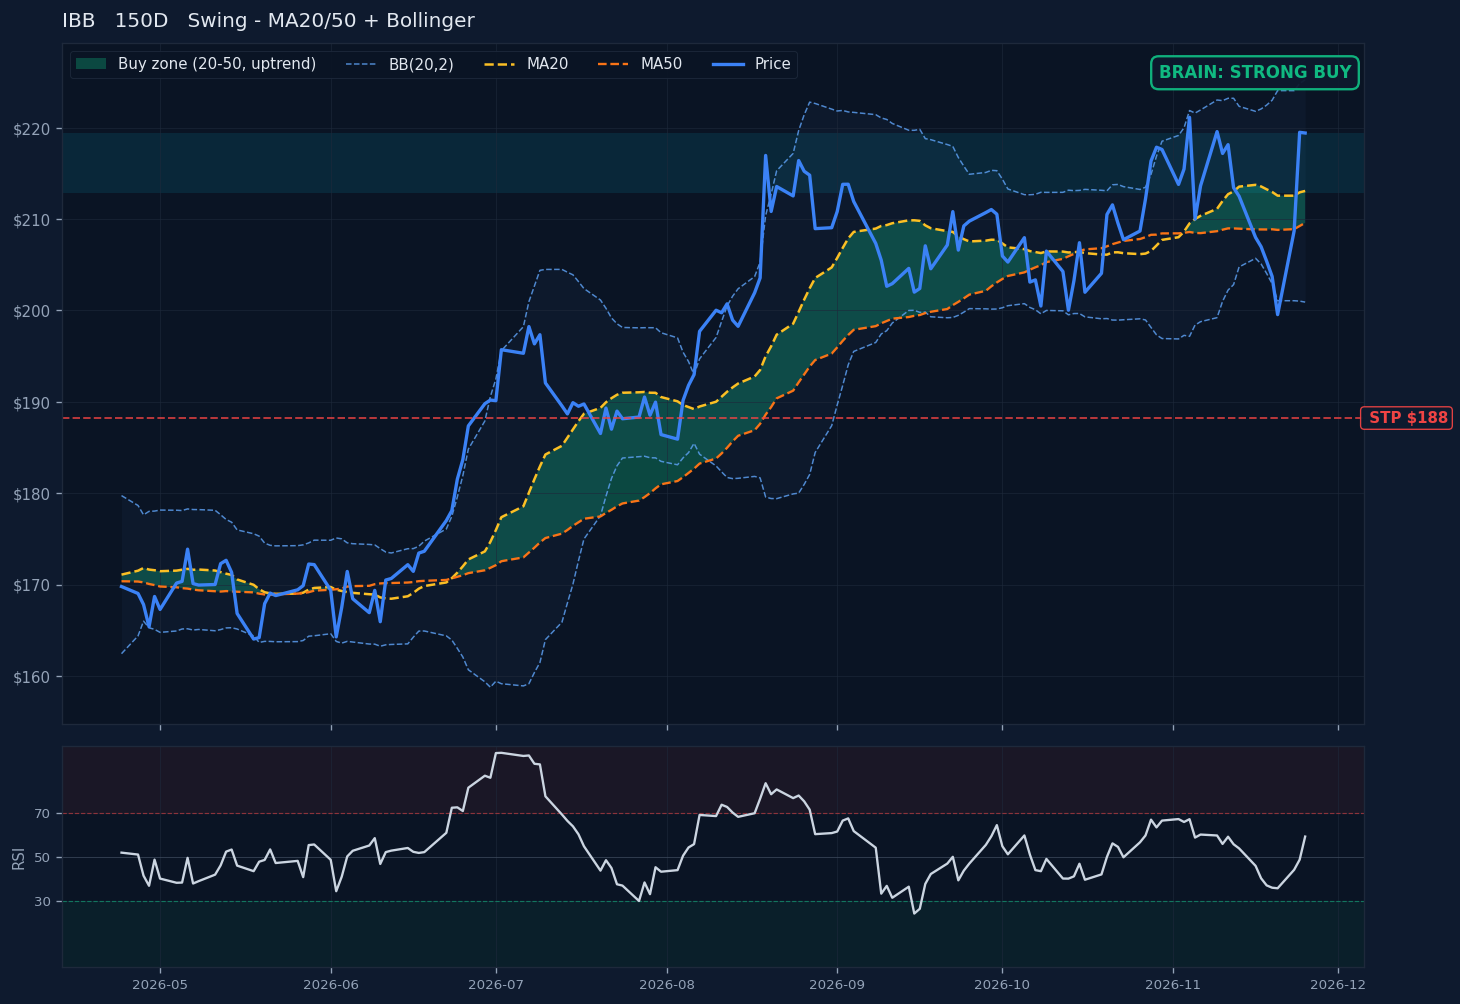 IBB   150D   Swing - MA20/50 + Bollinger
Buy zone (20-50, uptrend)   BB(20,2)   MA20   MA50   Price
BRAIN: STRONG BUY
$220
$210
$200
$190
STP $188
$180
$170
$160
70
50
30
RSI
2026-05   2026-06   2026-07   2026-08   2026-09   2026-10   2026-11   2026-12